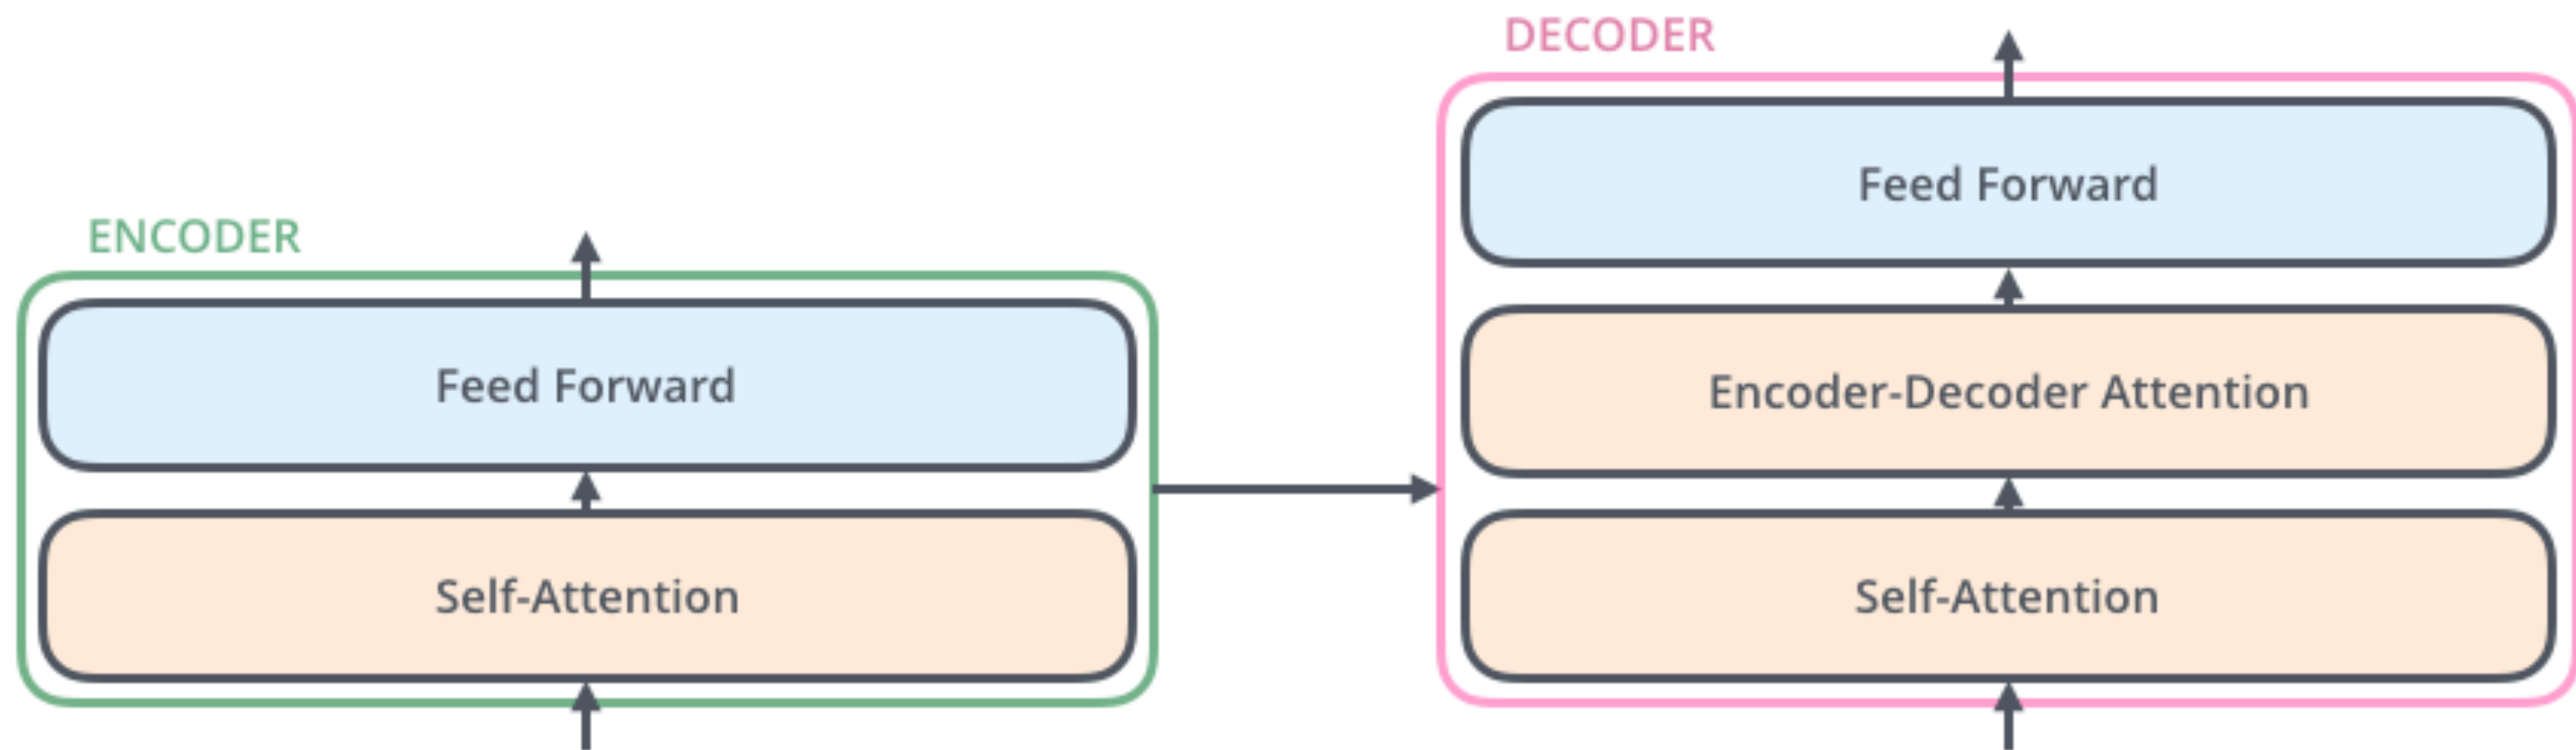 ENCODER
Feed Forward
Self-Attention
DECODER
Feed Forward
Encoder-Decoder Attention
Self-Attention